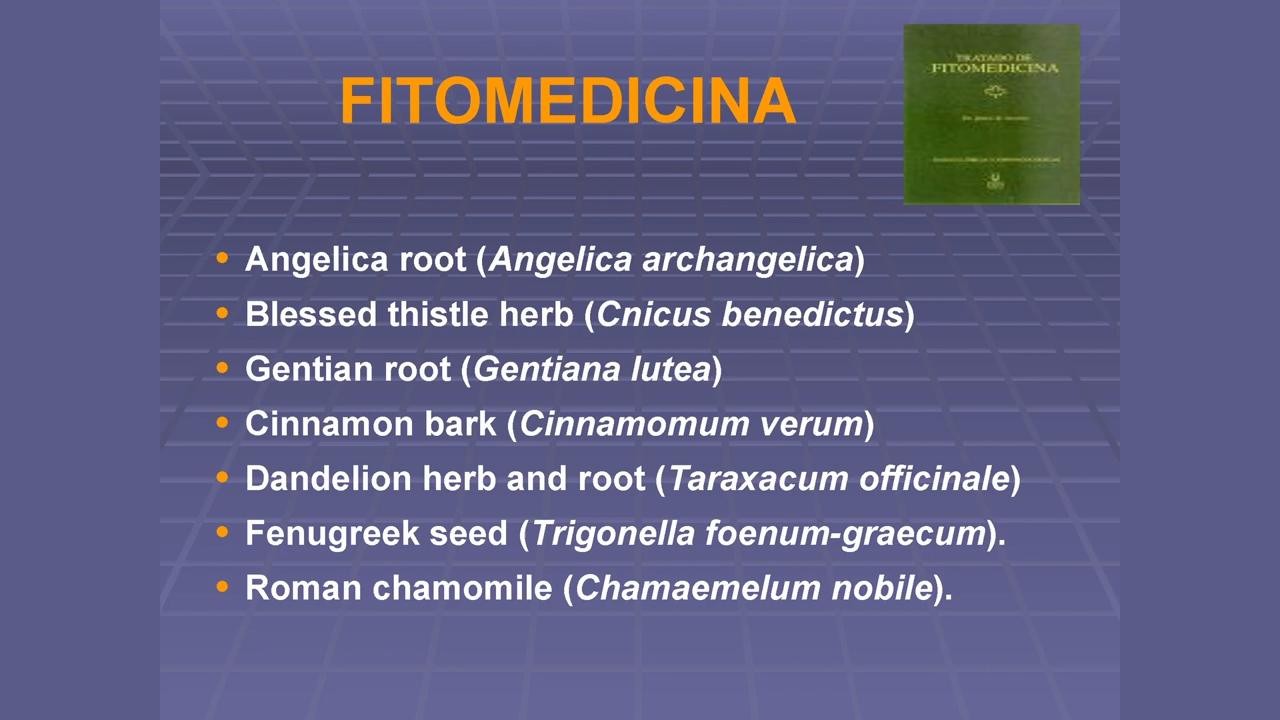 FITOMEDICINA
TRATADO DE
FITOMEDICINA
• Angelica root (Angelica archangelica)
• Blessed thistle herb (Cnicus benedictus)
• Gentian root (Gentiana lutea)
• Cinnamon bark (Cinnamomum verum)
• Dandelion herb and root (Taraxacum officinale)
• Fenugreek seed (Trigonella foenum-graecum).
• Roman chamomile (Chamaemelum nobile).